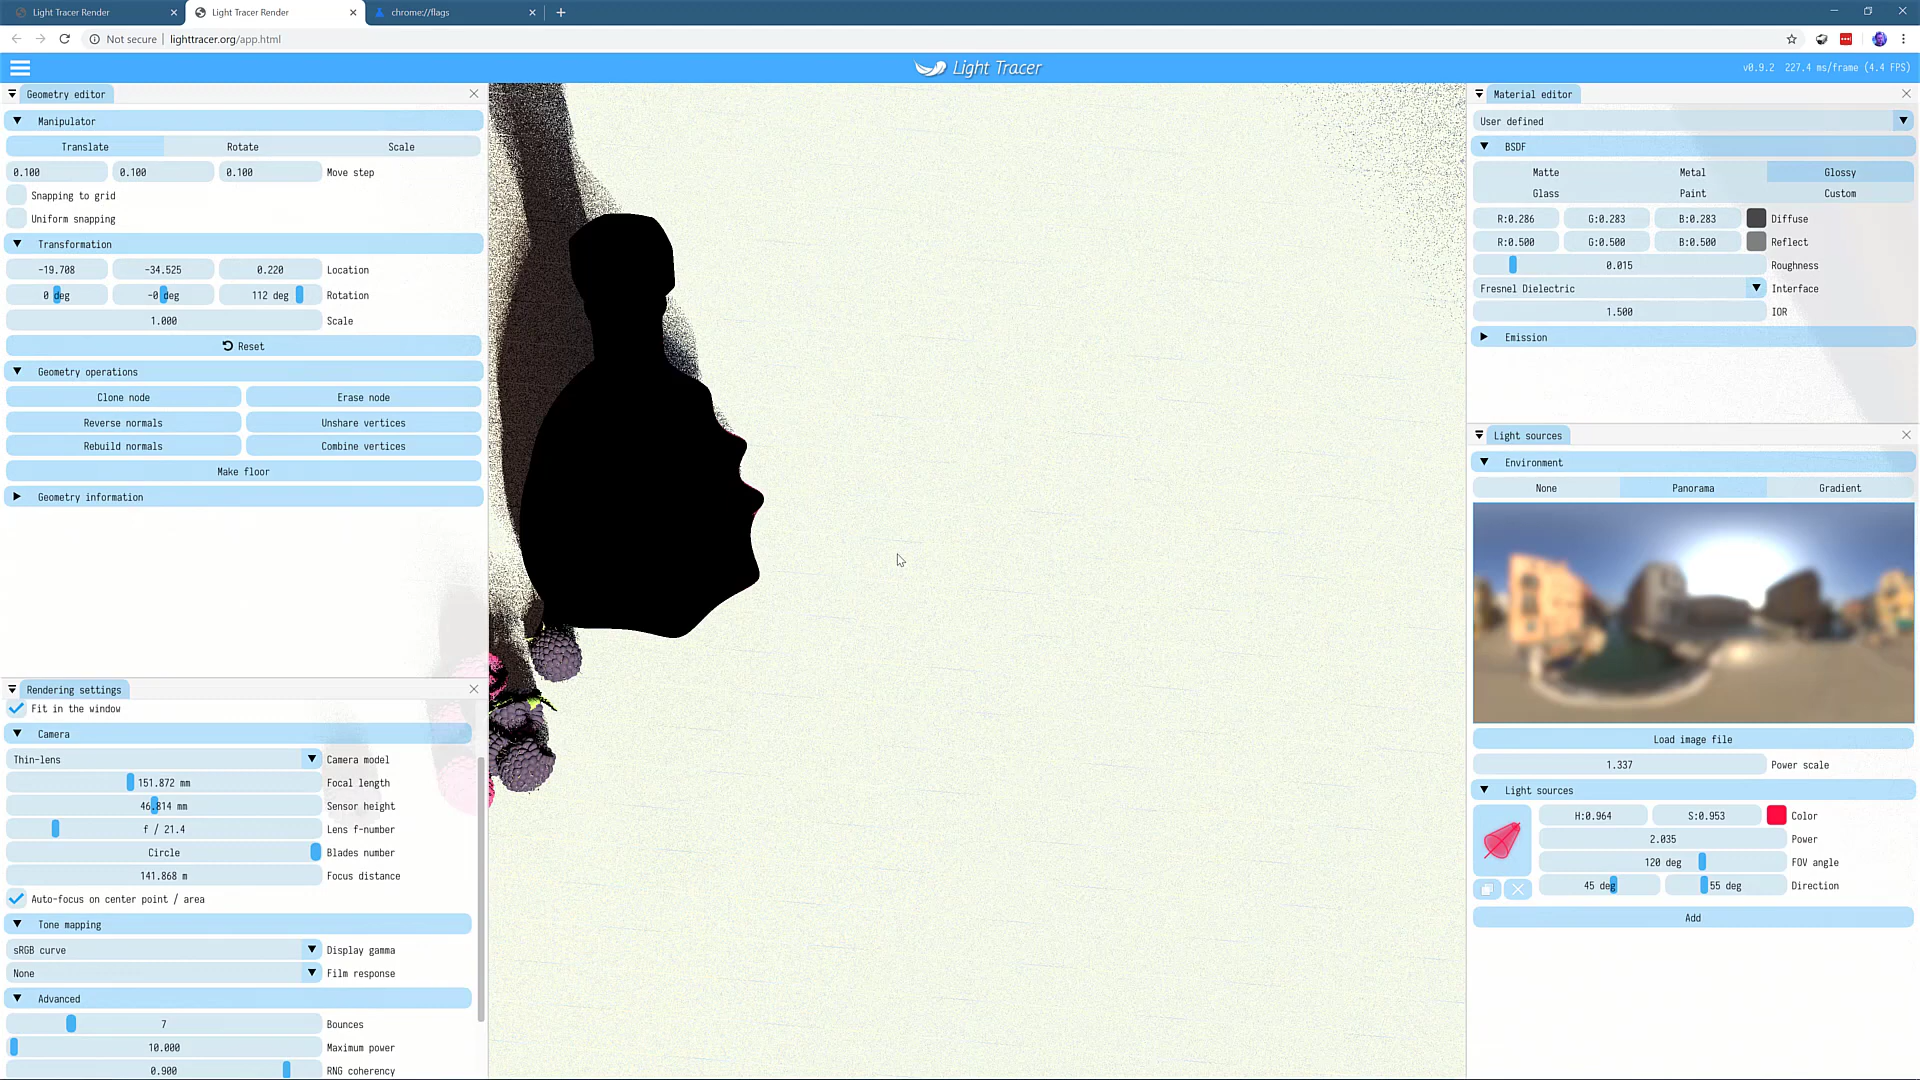 Light Tracer Render
Light Tracer Render
chrome://flags
Not secure | lighttracer.org/app.html
Light Tracer
v0.9.2 227.4 ms/frame (4.4 FPS)
Geometry editor
Manipulator
Translate Rotate Scale
0.100 0.100 0.100 Move step
Snapping to grid
Uniform snapping
Transformation
-19.708 -34.525 0.220 Location
0 deg -0 deg 112 deg Rotation
1.000 Scale
Reset
Geometry operations
Clone node Erase node
Reverse normals Unshare vertices
Rebuild normals Combine vertices
Make floor
Geometry information
Rendering settings
Fit in the window
Camera
Thin-lens Camera model
151.872 mm Focal length
46.814 mm Sensor height
f / 21.4 Lens f-number
Circle Blades number
141.868 m Focus distance
Auto-focus on center point / area
Tone mapping
sRGB curve Display gamma
None Film response
Advanced
7 Bounces
10.000 Maximum power
0.900 RNG coherency
Material editor
User defined
BSDF
Matte Metal Glossy
Glass Paint Custom
R:0.286 G:0.283 B:0.283 Diffuse
R:0.500 G:0.500 B:0.500 Reflect
0.015 Roughness
Fresnel Dielectric Interface
1.500 IOR
Emission
Light sources
Environment
None Panorama Gradient
Load image file
1.337 Power scale
Light sources
H:0.964 S:0.953 Color
2.035 Power
120 deg FOV angle
45 deg 55 deg Direction
Add